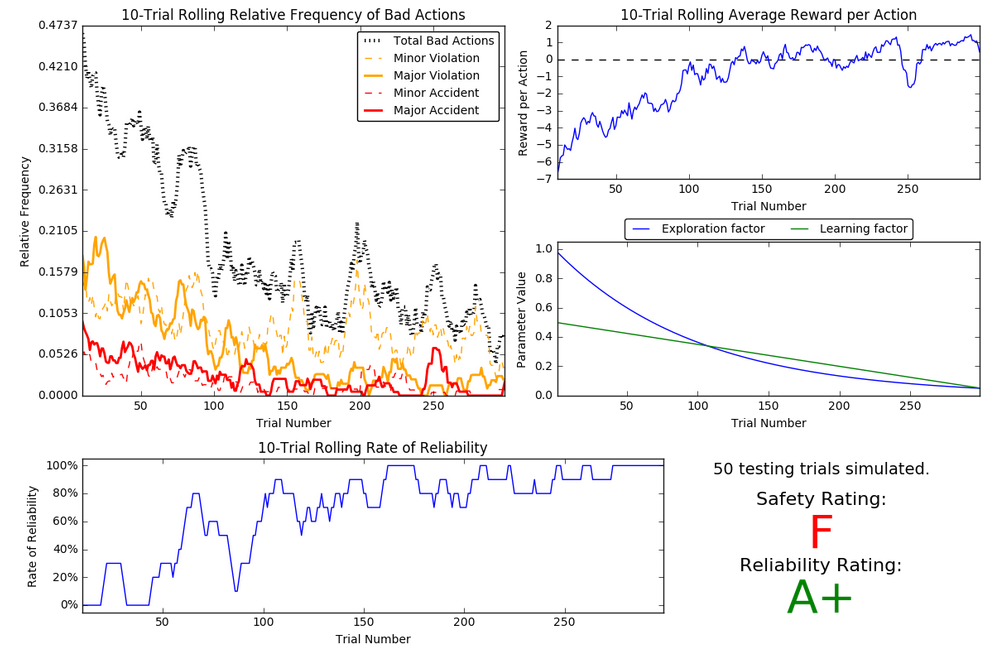 10-Trial Rolling Relative Frequency of Bad Actions
0.4737
0.4210
0.3684
0.3158
0.2631
0.2105
0.1579
0.1053
0.0526
0.0000
Relative Frequency
Total Bad Actions
Minor Violation
Major Violation
Minor Accident
Major Accident
50
100
150
200
250
Trial Number
10-Trial Rolling Average Reward per Action
2
1
0
−1
−2
−3
−4
−5
−6
−7
Reward per Action
50
100
150
200
250
Trial Number
Exploration factor
Learning factor
1.0
0.8
0.6
0.4
0.2
0.0
Parameter Value
50
100
150
200
250
Trial Number
10-Trial Rolling Rate of Reliability
100%
80%
60%
40%
20%
0%
Rate of Reliability
50
100
150
200
250
Trial Number
50 testing trials simulated.
Safety Rating:
F
Reliability Rating:
A+